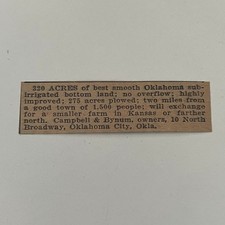 320 ACRES of best smooth Oklahoma sub-
irrigated bottom land; no overflow; highly
improved; 275 acres plowed; two miles from
a good town of 1,500 people; will exchange
for a smaller farm in Kansas or farther
north. Campbell & Bynum, owners, 10 North
Broadway, Oklahoma City, Okla.